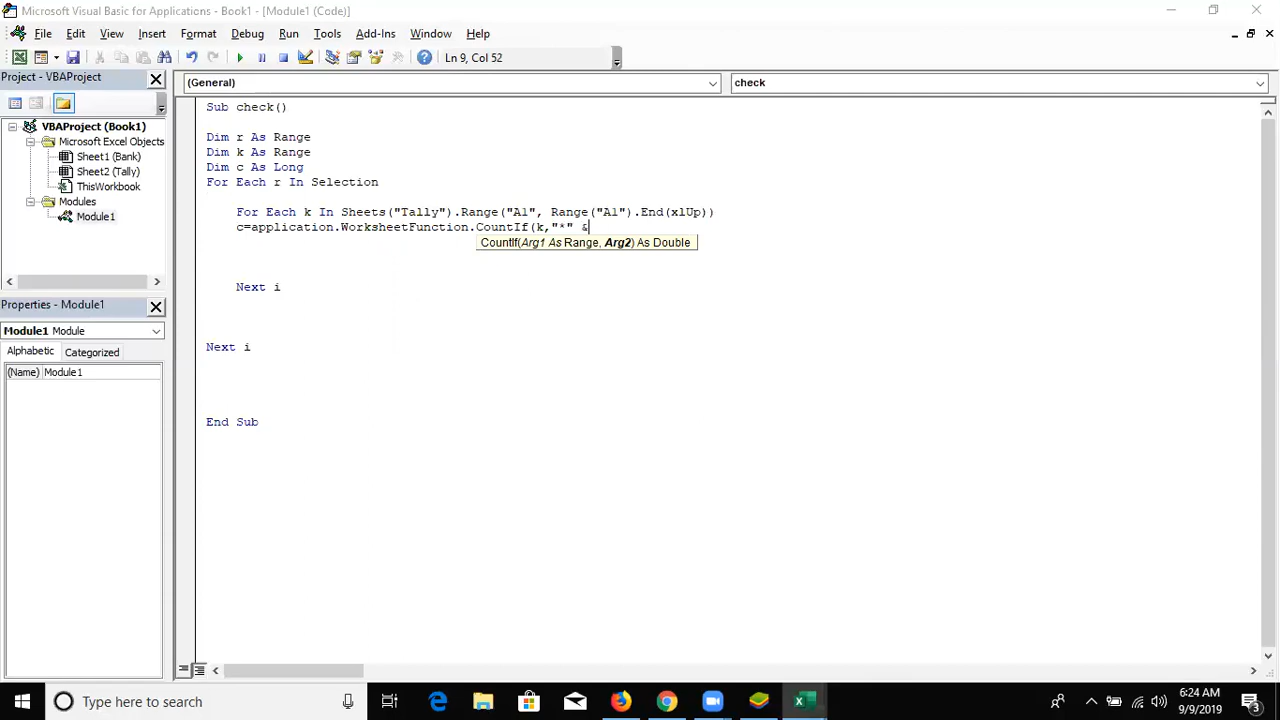 Microsoft Visual Basic for Applications - Book1 - [Module1 (Code)]
File Edit View Insert Format Debug Run Tools Add-Ins Window Help
Ln 9, Col 52
Project - VBAProject
(General)
check
VBAProject (Book1)
Microsoft Excel Objects
Sheet1 (Bank)
Sheet2 (Tally)
ThisWorkbook
Modules
Module1
Properties - Module1
Module1 Module
Alphabetic Categorized
(Name) Module1
Sub check()
Dim r As Range
Dim k As Range
Dim c As Long
For Each r In Selection
For Each k In Sheets("Tally").Range("A1", Range("A1").End(xlUp))
c=application.WorksheetFunction.CountIf(k,"*" &
CountIf(Arg1 As Range, Arg2) As Double
Next i
Next i
End Sub
Type here to search
6:24 AM
9/9/2019
3